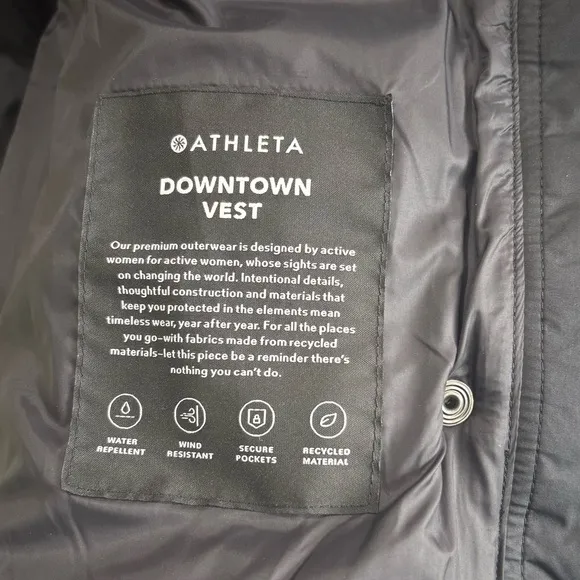 ATHLETA
DOWNTOWN
VEST
Our premium outerwear is designed by active
women for active women, whose sights are set
on changing the world. Intentional details,
thoughtful construction and materials that
keep you protected in the elements mean
timeless wear, year after year. For all the places
you go–with fabrics made from recycled
materials–let this piece be a reminder there's
nothing you can't do.
WATER
REPELLENT
WIND
RESISTANT
SECURE
POCKETS
RECYCLED
MATERIAL